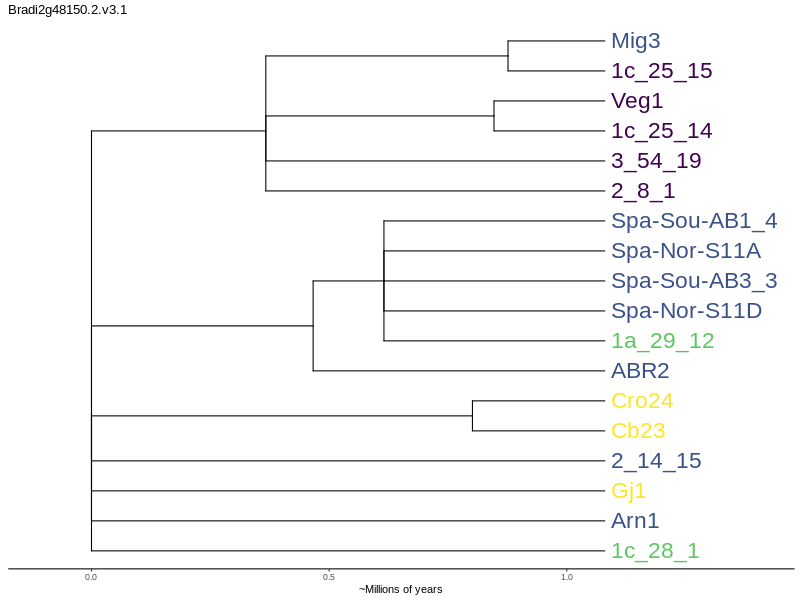 Bradi2g48150.2.v3.1
Mig3
1c_25_15
Veg1
1c_25_14
3_54_19
2_8_1
Spa-Sou-AB1_4
Spa-Nor-S11A
Spa-Sou-AB3_3
Spa-Nor-S11D
1a_29_12
ABR2
Cro24
Cb23
2_14_15
Gj1
Arn1
1c_28_1
0.0 0.5 1.0
~Millions of years